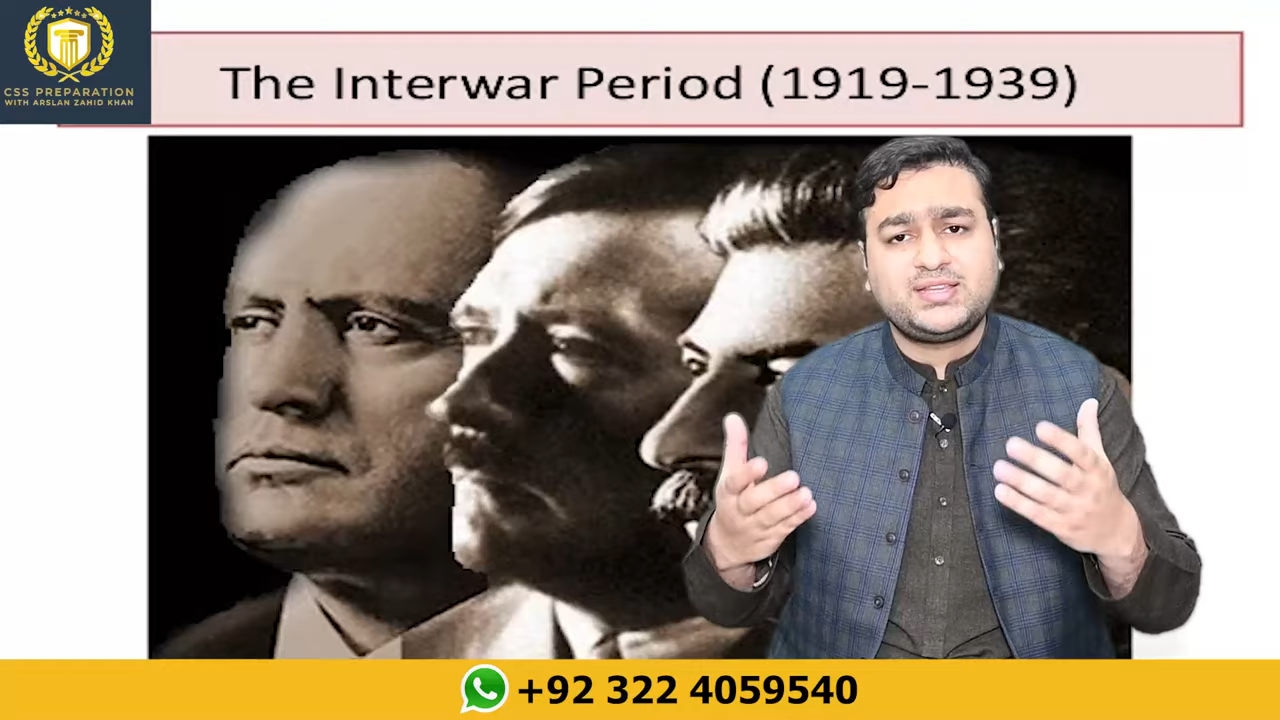 CSS PREPARATION
WITH ARSLAN ZAHID KHAN
The Interwar Period (1919-1939)
+92 322 4059540